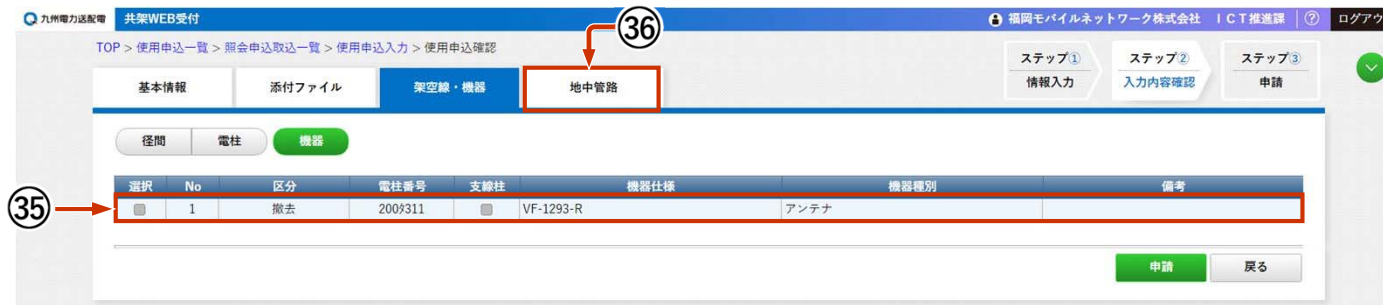 九州電力送配電 共架WEB受付 福岡モバイルネットワーク株式会社 ICT推進課 ? ログアウ
㊱
TOP > 使用申込一覧 > 照会申込取込一覧 > 使用申込入力 > 使用申込確認
ステップ① 情報入力
ステップ② 入力内容確認
ステップ③ 申請
基本情報 添付ファイル 架空線・機器 地中管路
径間 電柱 機器
選択 No 区分 電柱番号 支線柱 機器仕様 機器種別 備考
㉟
1 撤去 200ｦ311 VF-1293-R アンテナ
申請 戻る